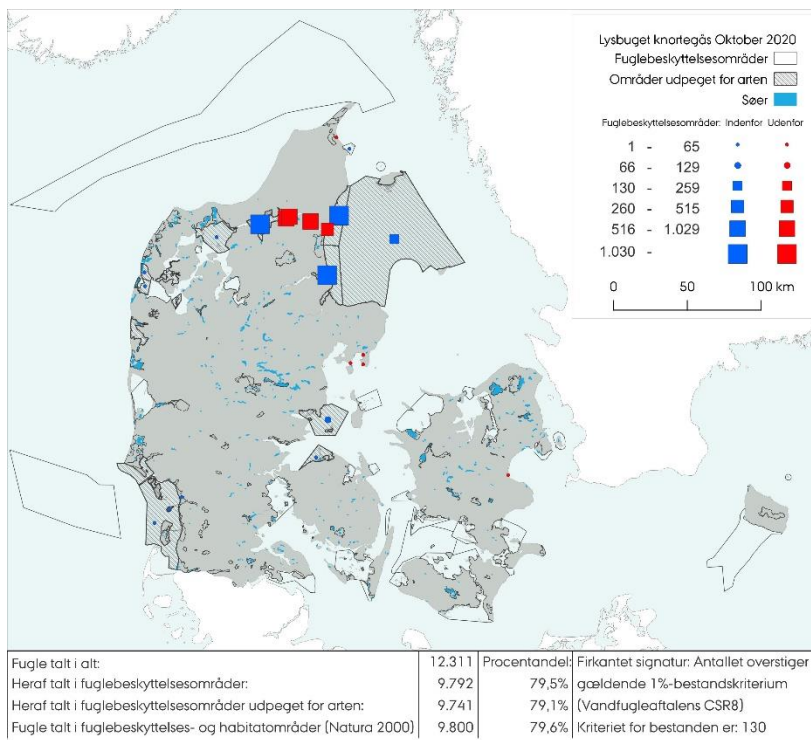 Lysbuget knortegås Oktober 2020
Fuglebeskyttelsesområder
Områder udpeget for arten
Søer
Fuglebeskyttelsesområder: Indenfor Udenfor
1 - 65
66 - 129
130 - 259
260 - 515
516 - 1.029
1.030 -
0 50 100 km
Fugle talt i alt: 12.311 Procentandel: Firkantet signatur: Antallet overstiger
Heraf talt i fuglebeskyttelsesområder: 9.792 79,5% gældende 1%-bestandskriterium
Heraf talt i fuglebeskyttelsesområder udpeget for arten: 9.741 79,1% (Vandfugleaftalens CSR8)
Fugle talt i fuglebeskyttelses- og habitatområder (Natura 2000) 9.800 79,6% Kriteriet for bestanden er: 130